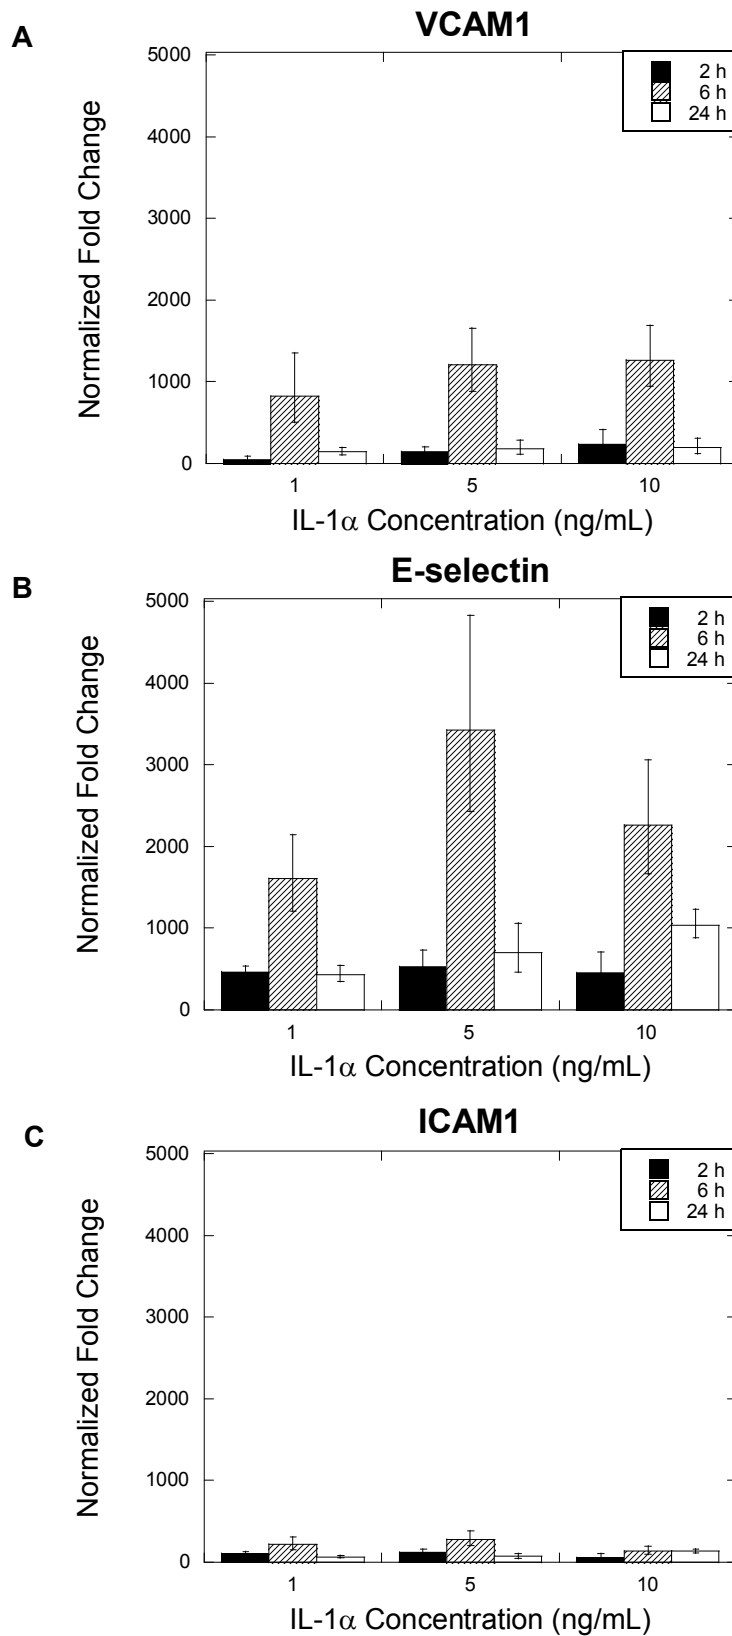 A
VCAM1
2 h
6 h
24 h
5000
4000
3000
2000
1000
0
Normalized Fold Change
1
5
10
IL-1α Concentration (ng/mL)
B
E-selectin
2 h
6 h
24 h
5000
4000
3000
2000
1000
0
Normalized Fold Change
1
5
10
IL-1α Concentration (ng/mL)
C
ICAM1
2 h
6 h
24 h
5000
4000
3000
2000
1000
0
Normalized Fold Change
1
5
10
IL-1α Concentration (ng/mL)